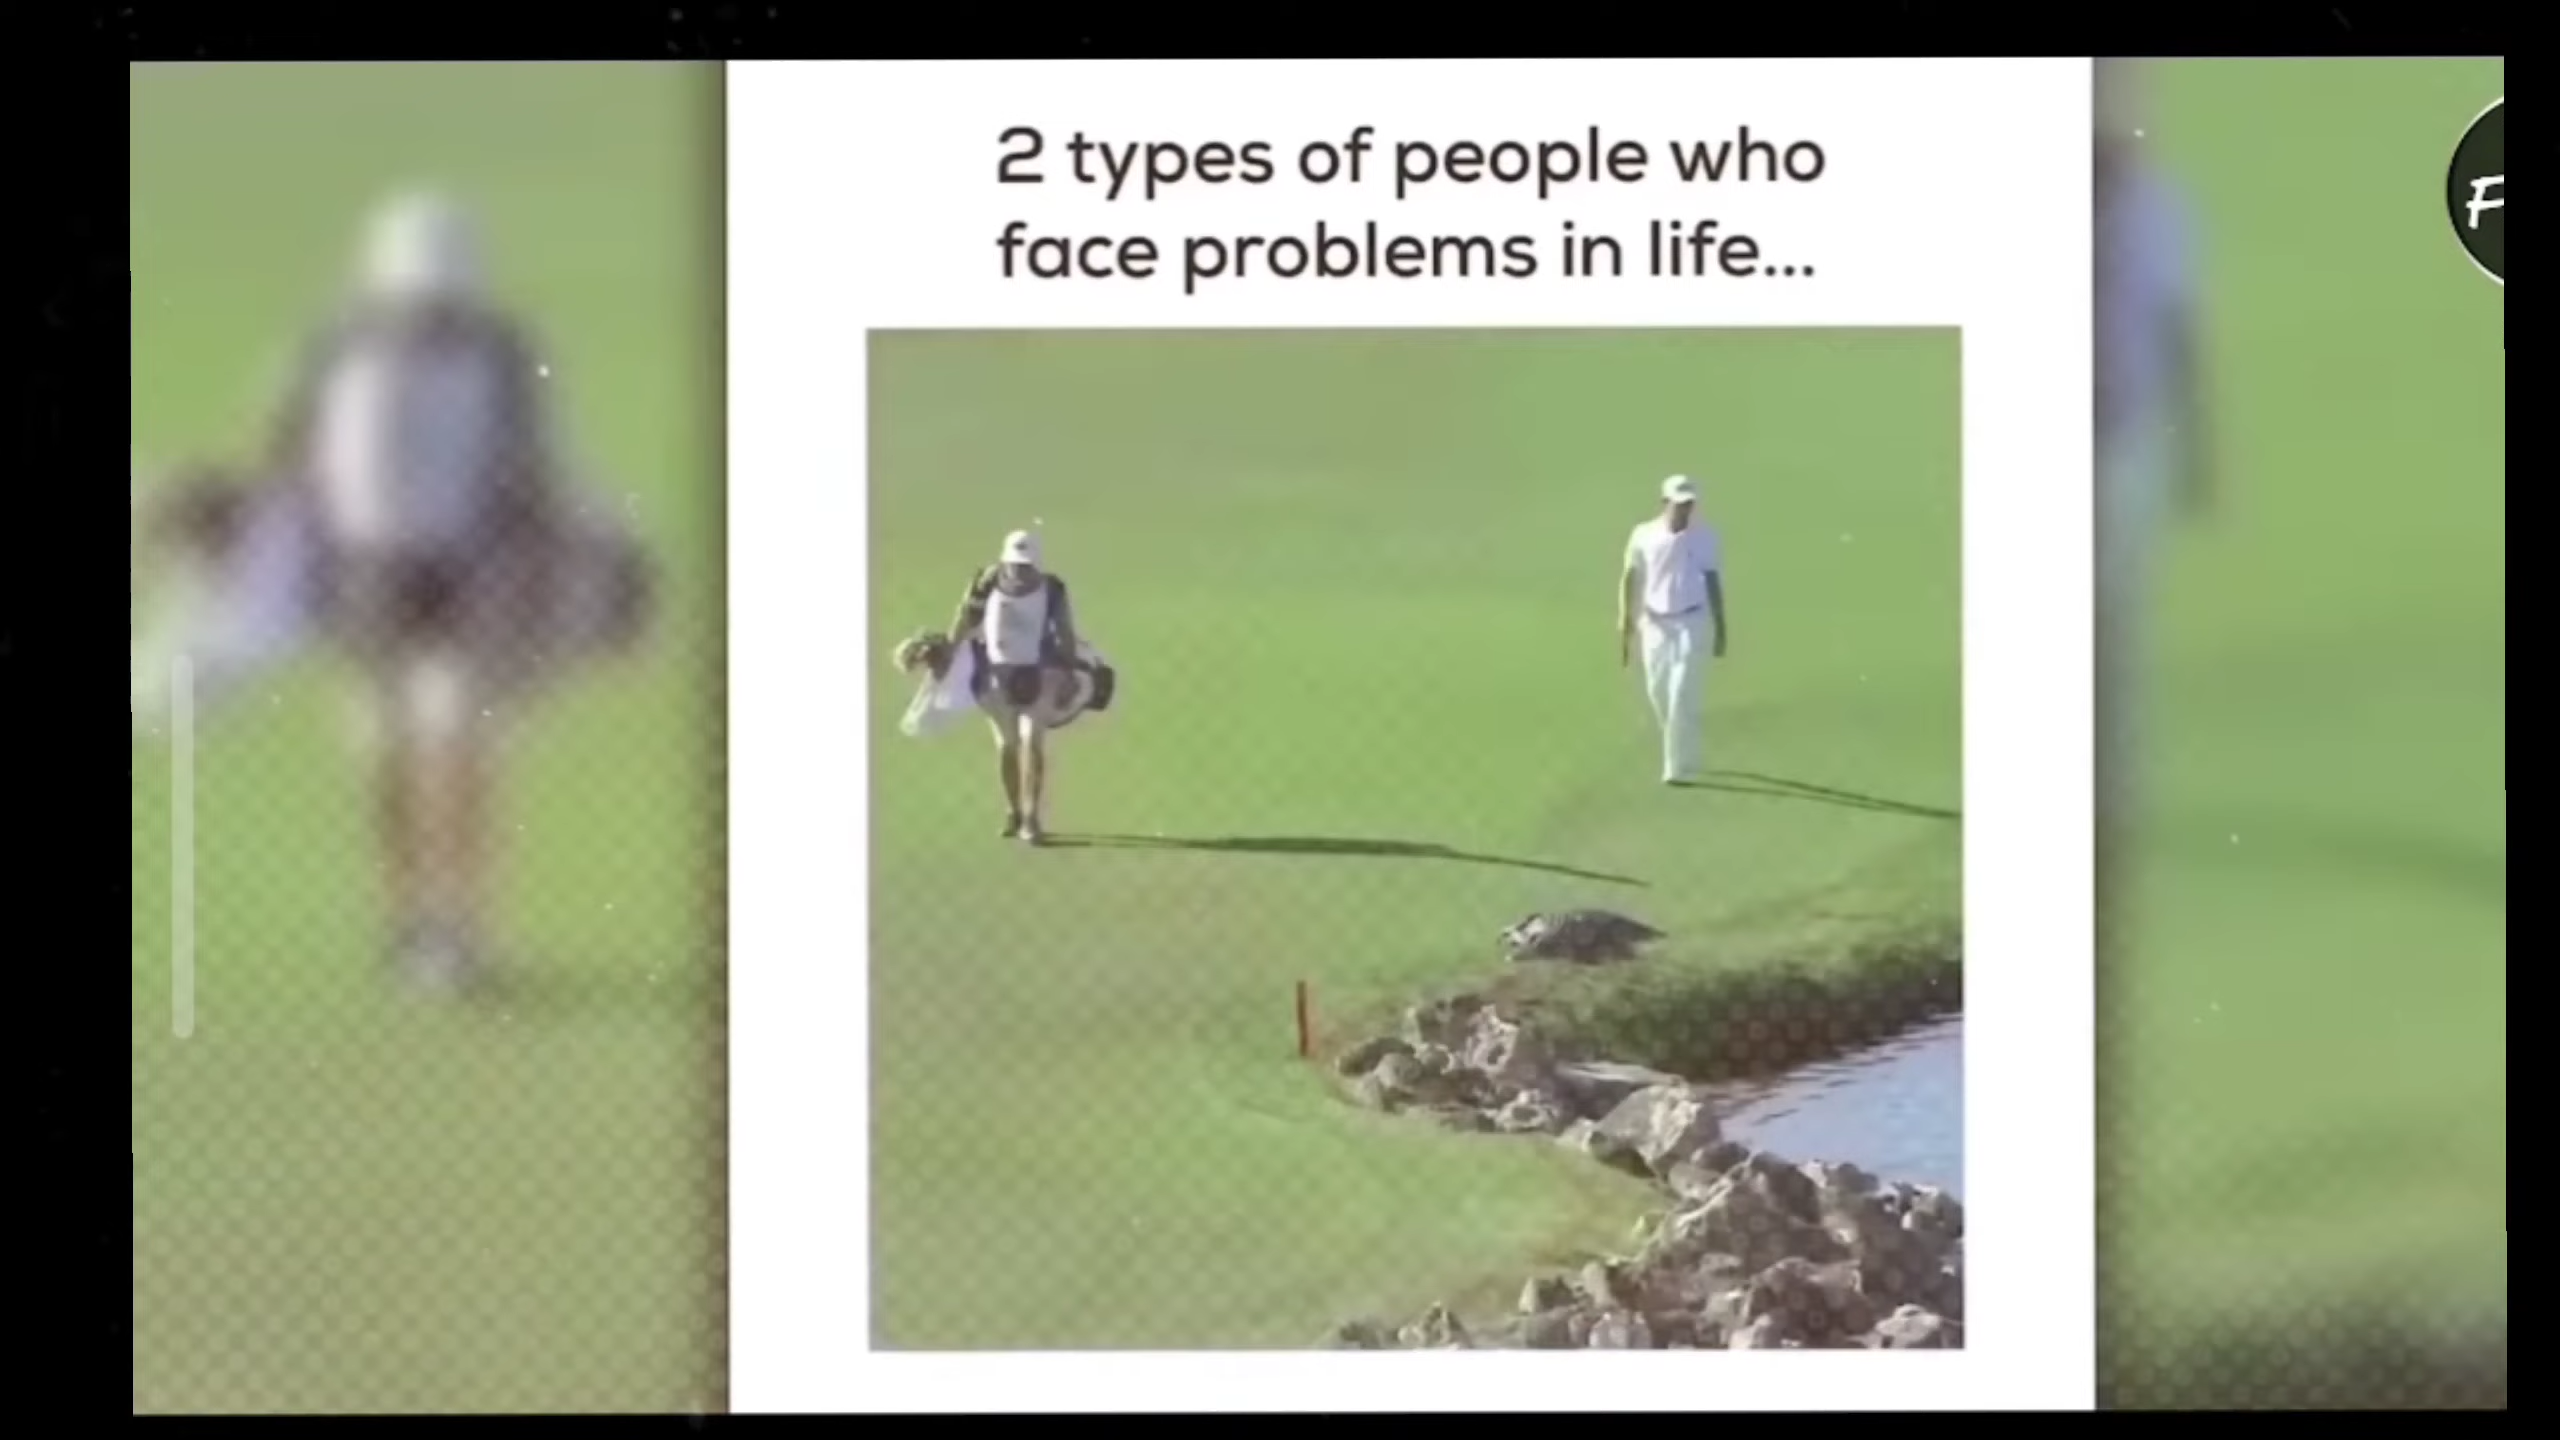 2 types of people who
face problems in life...